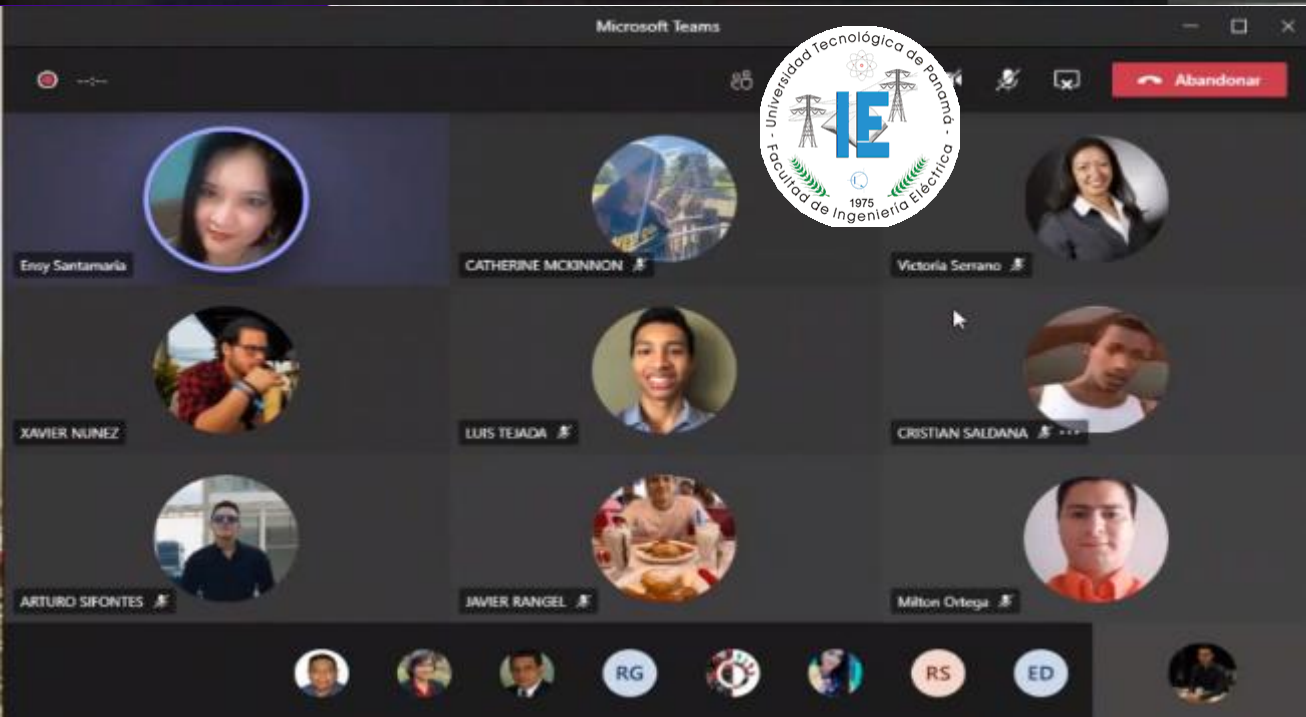 Microsoft Teams
--:--
Abandonar
- Universidad Tecnológica de Panamá -
Facultad de Ingeniería Eléctrica
IE
1975
Ensy Santamaria
CATHERINE MCKINNON
Victoria Serrano
XAVIER NUNEZ
LUIS TEJADA
CRISTIAN SALDANA ...
ARTURO SIFONTES
JAVIER RANGEL
Milton Ortega
RG
RS
ED